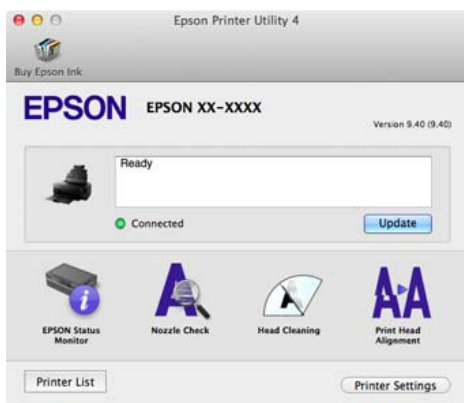 Epson Printer Utility 4
Buy Epson Ink
EPSON EPSON XX-XXXX
Version 9.40 (9.40)
Ready
Connected
Update
EPSON Status
Monitor
Nozzle Check
Head Cleaning
Print Head
Alignment
Printer List
Printer Settings